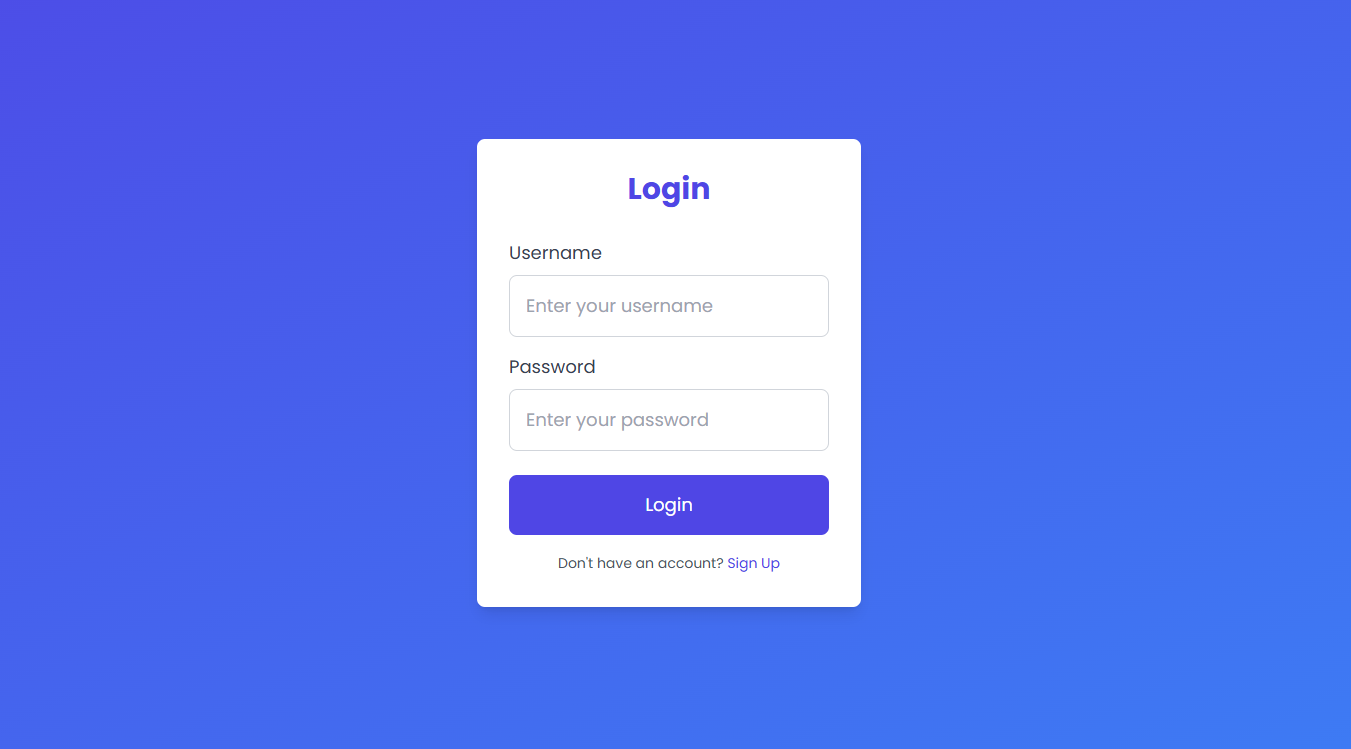 Login
Username
Enter your username
Password
Enter your password
Login
Don't have an account? Sign Up